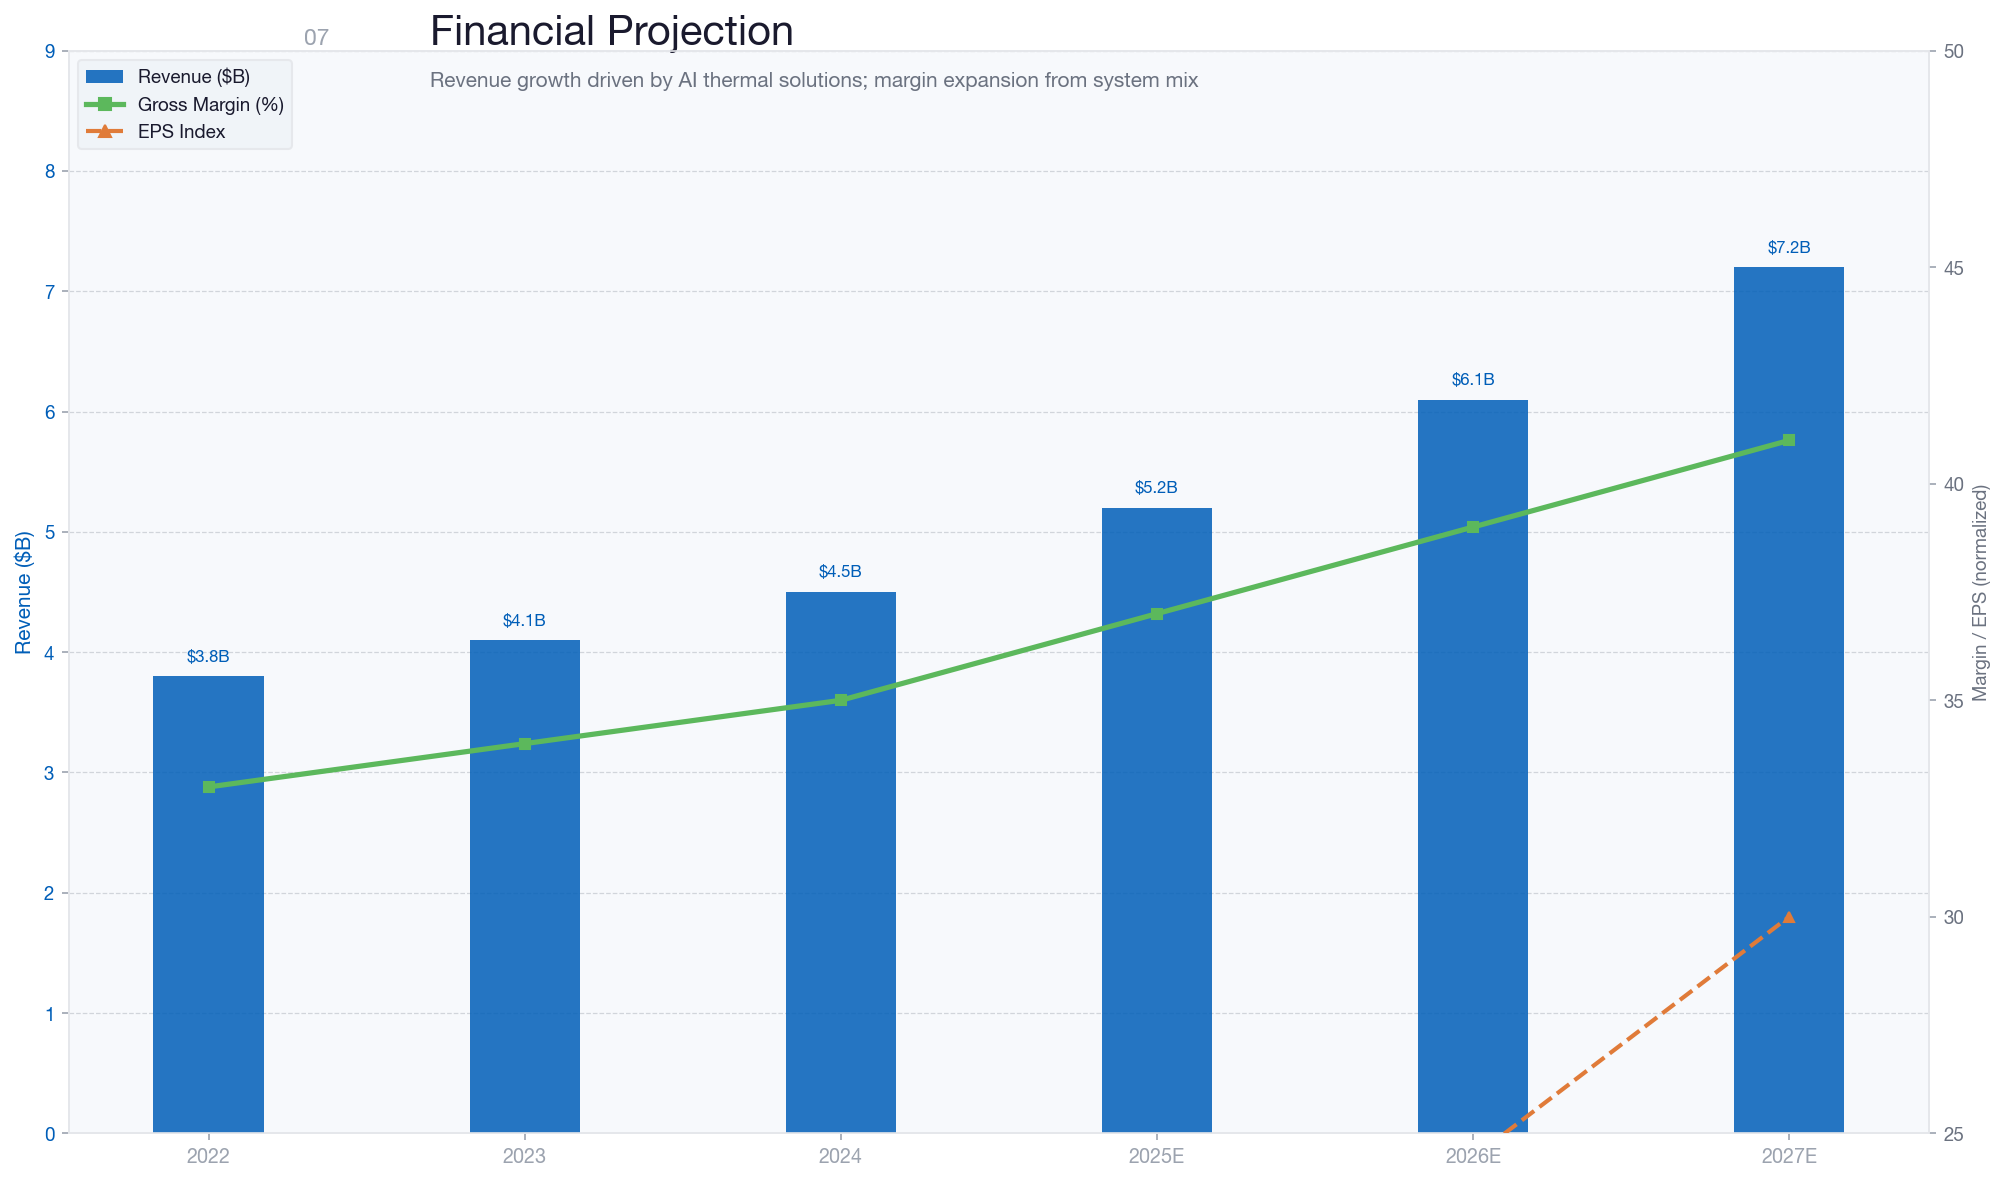 07
Financial Projection
Revenue growth driven by AI thermal solutions; margin expansion from system mix
Revenue ($B)
Gross Margin (%)
EPS Index
9
8
7
6
5
4
3
2
1
0
Revenue ($B)
$3.8B
$4.1B
$4.5B
$5.2B
$6.1B
$7.2B
50
45
40
35
30
25
Margin / EPS (normalized)
2022
2023
2024
2025E
2026E
2027E